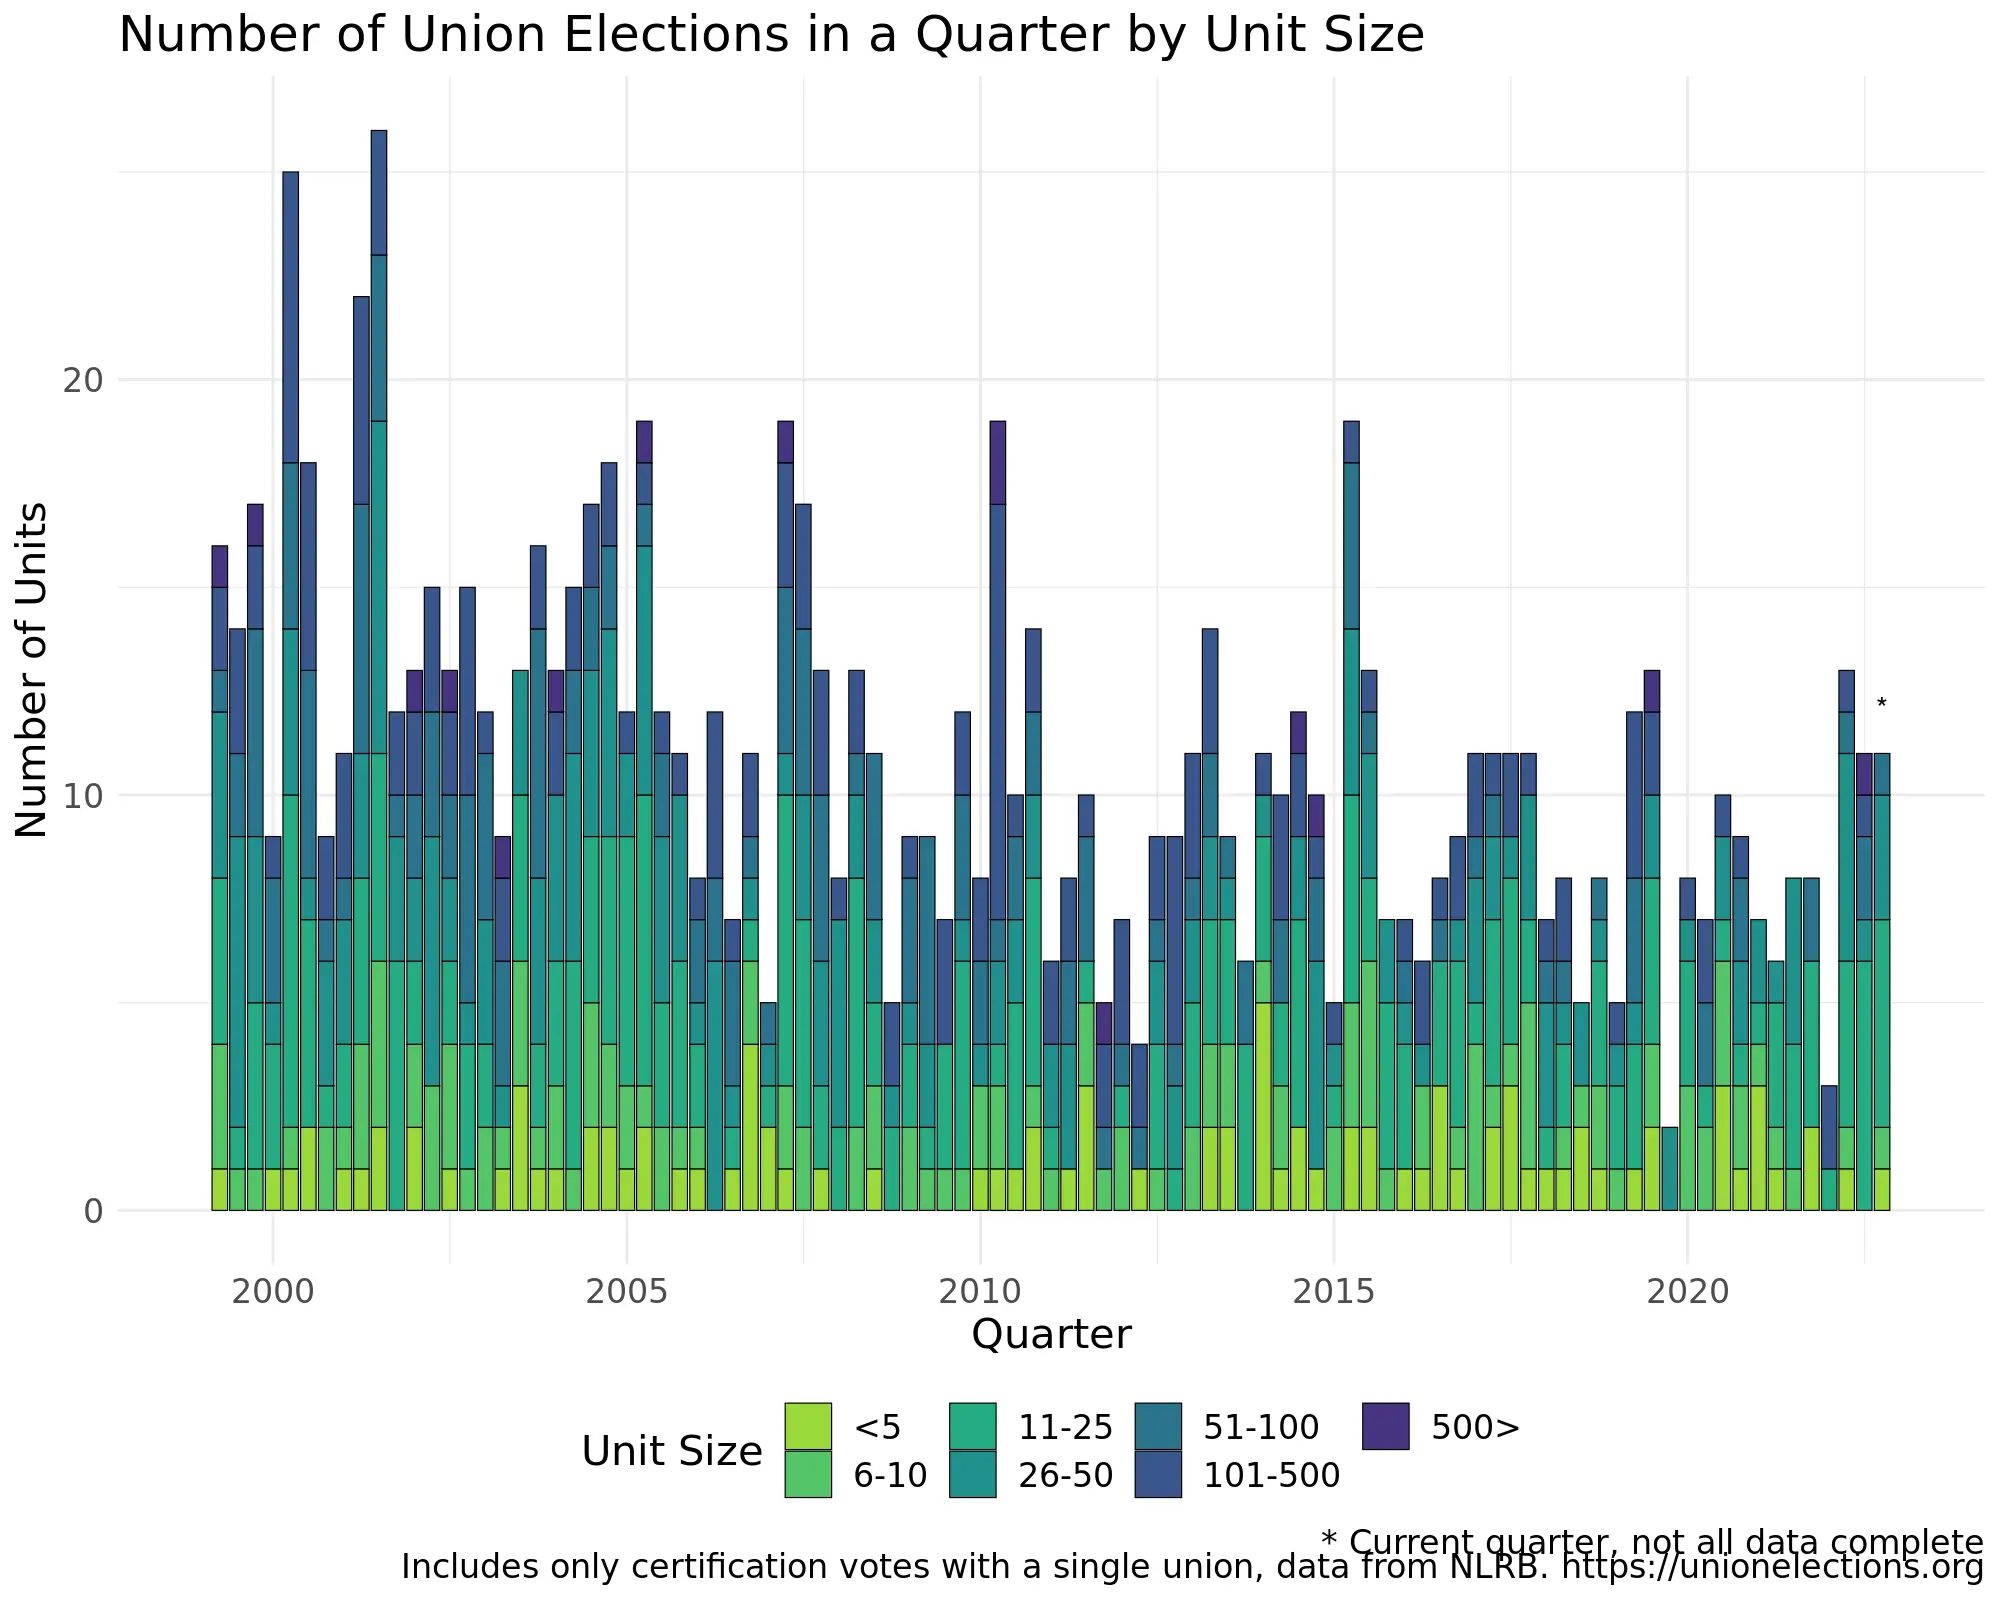 Number of Union Elections in a Quarter by Unit Size
Number of Units
20
10
0
*
2000 2005 2010 2015 2020
Quarter
Unit Size
<5 11-25 51-100 500>
6-10 26-50 101-500
* Current quarter, not all data complete
Includes only certification votes with a single union, data from NLRB. https://unionelections.org